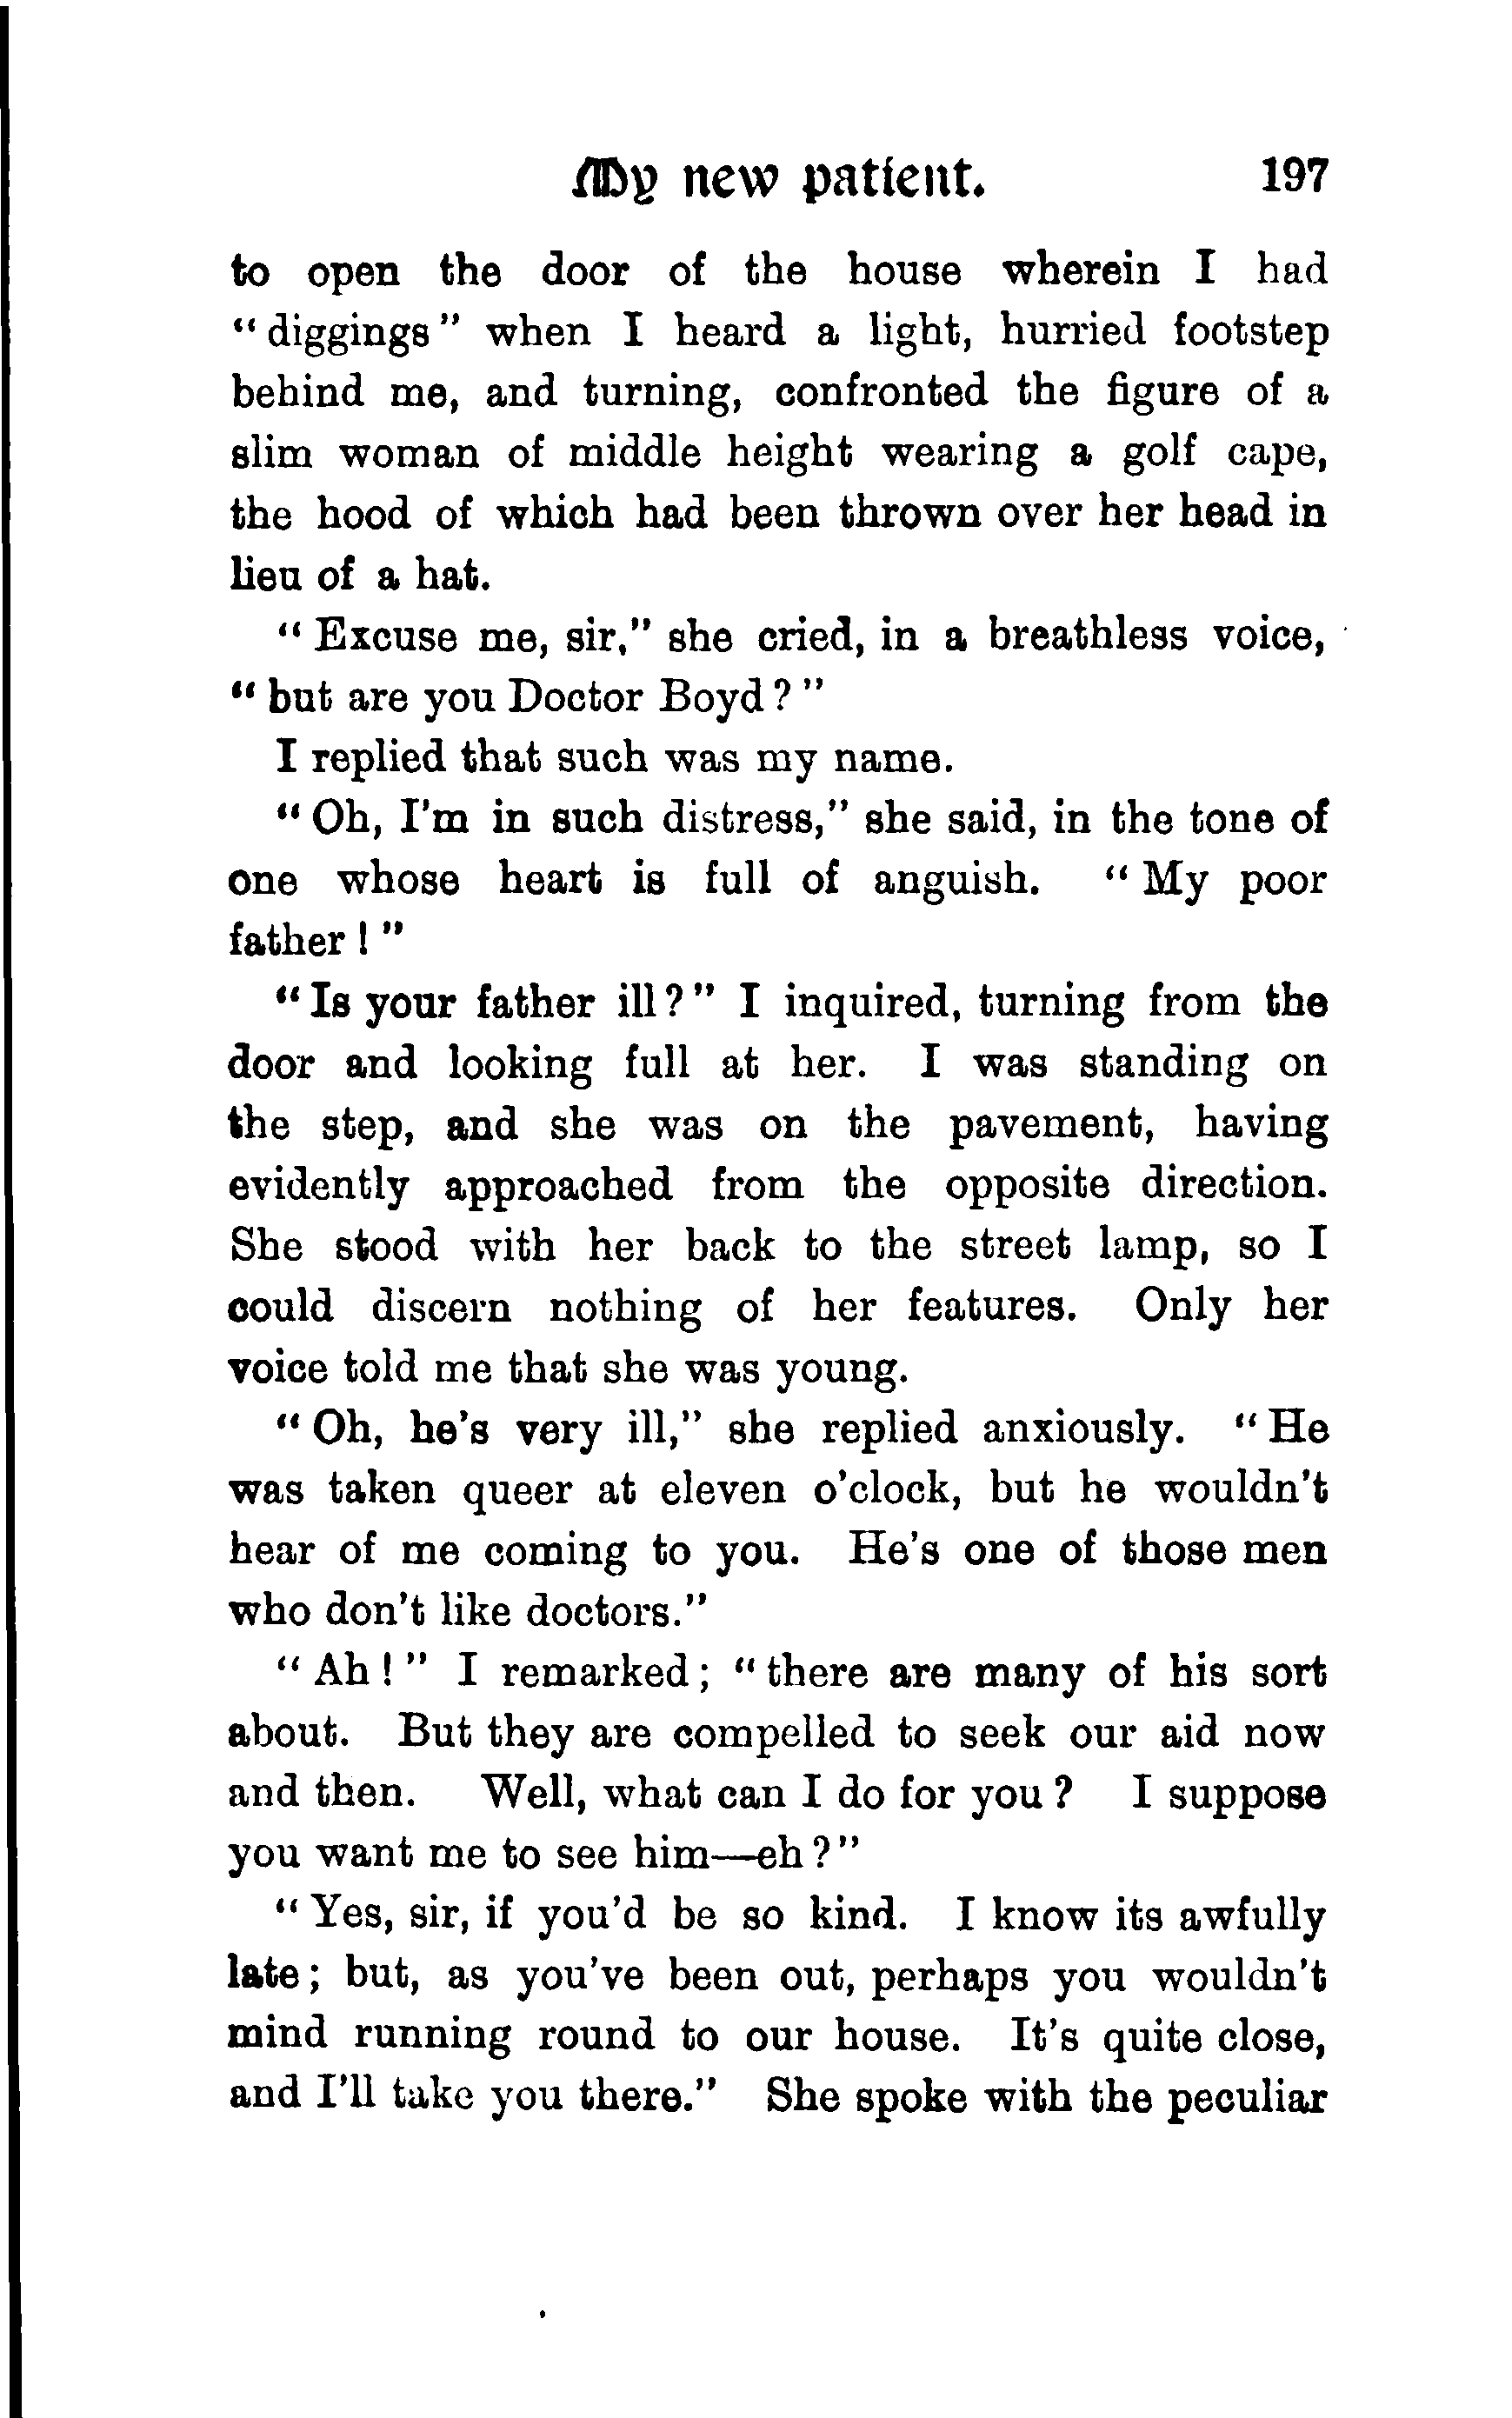 My new patient. 197
to open the door of the house wherein I had
"diggings" when I heard a light, hurried footstep
behind me, and turning, confronted the figure of a
slim woman of middle height wearing a golf cape,
the hood of which had been thrown over her head in
lieu of a hat.
"Excuse me, sir," she cried, in a breathless voice,
"but are you Doctor Boyd?"
I replied that such was my name.
"Oh, I'm in such distress," she said, in the tone of
one whose heart is full of anguish. "My poor
father!"
"Is your father ill?" I inquired, turning from the
door and looking full at her. I was standing on
the step, and she was on the pavement, having
evidently approached from the opposite direction.
She stood with her back to the street lamp, so I
could discern nothing of her features. Only her
voice told me that she was young.
"Oh, he's very ill," she replied anxiously. "He
was taken queer at eleven o'clock, but he wouldn't
hear of me coming to you. He's one of those men
who don't like doctors."
"Ah!" I remarked; "there are many of his sort
about. But they are compelled to seek our aid now
and then. Well, what can I do for you? I suppose
you want me to see him—eh?"
"Yes, sir, if you'd be so kind. I know its awfully
late; but, as you've been out, perhaps you wouldn't
mind running round to our house. It's quite close,
and I'll take you there." She spoke with the peculiar